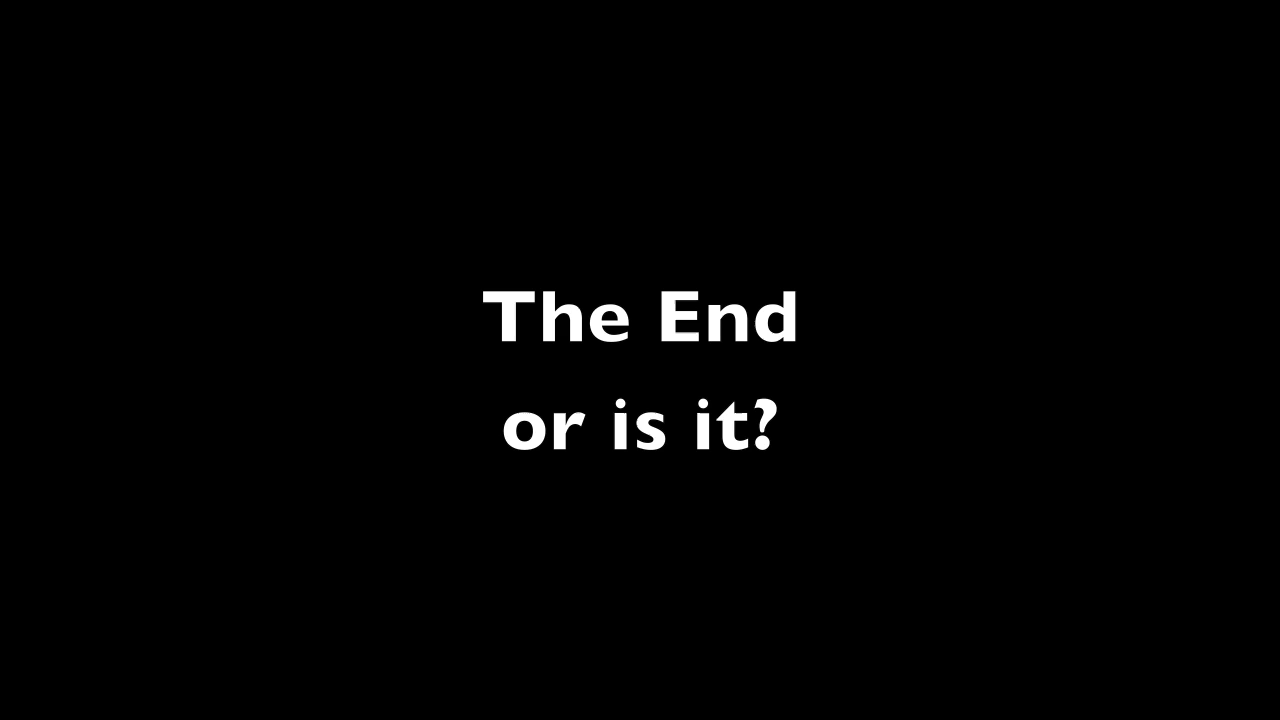 The End
or is it?